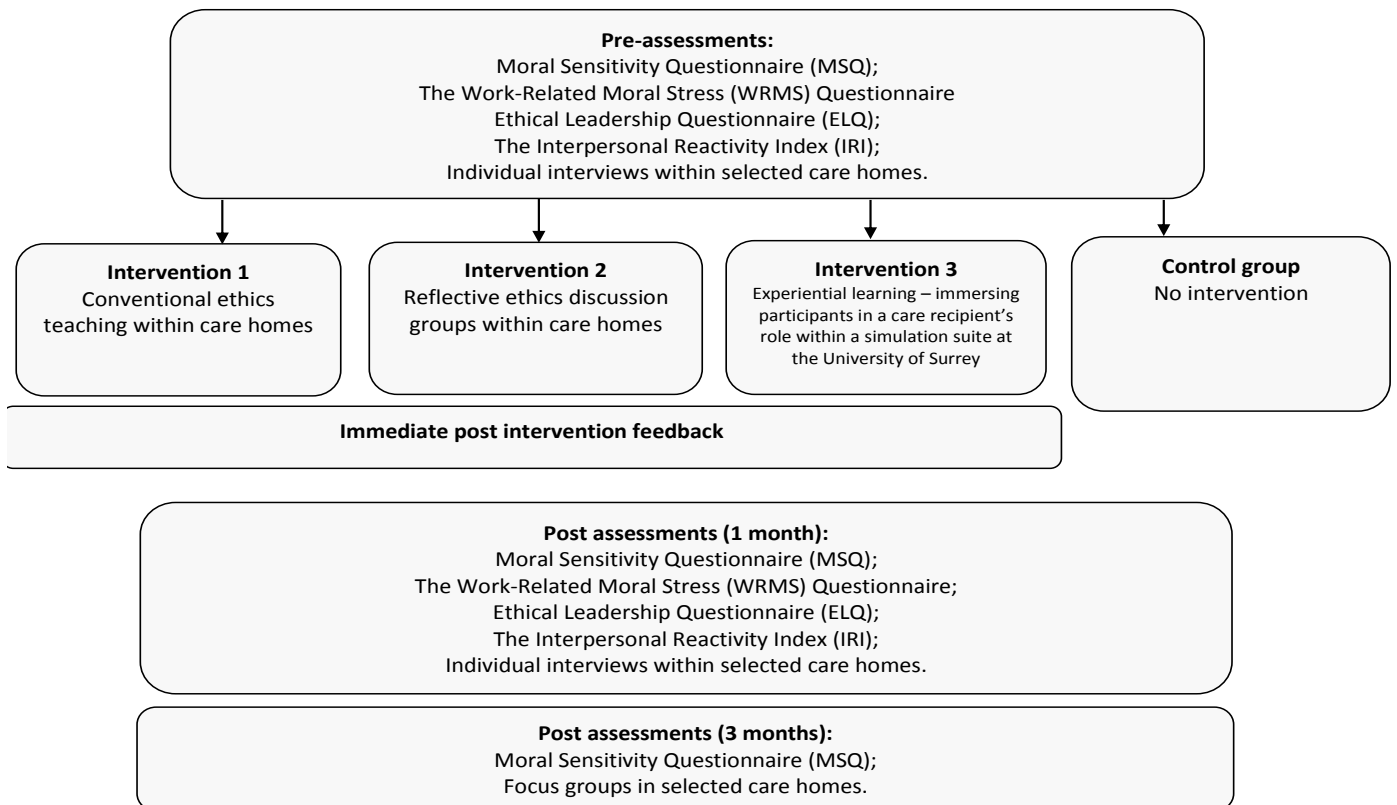 Pre-assessments:
Moral Sensitivity Questionnaire (MSQ);
The Work-Related Moral Stress (WRMS) Questionnaire
Ethical Leadership Questionnaire (ELQ);
The Interpersonal Reactivity Index (IRI);
Individual interviews within selected care homes.
Intervention 1
Conventional ethics
teaching within care homes
Intervention 2
Reflective ethics discussion
groups within care homes
Intervention 3
Experiential learning – immersing
participants in a care recipient’s
role within a simulation suite at
the University of Surrey
Control group
No intervention
Immediate post intervention feedback
Post assessments (1 month):
Moral Sensitivity Questionnaire (MSQ);
The Work-Related Moral Stress (WRMS) Questionnaire;
Ethical Leadership Questionnaire (ELQ);
The Interpersonal Reactivity Index (IRI);
Individual interviews within selected care homes.
Post assessments (3 months):
Moral Sensitivity Questionnaire (MSQ);
Focus groups in selected care homes.